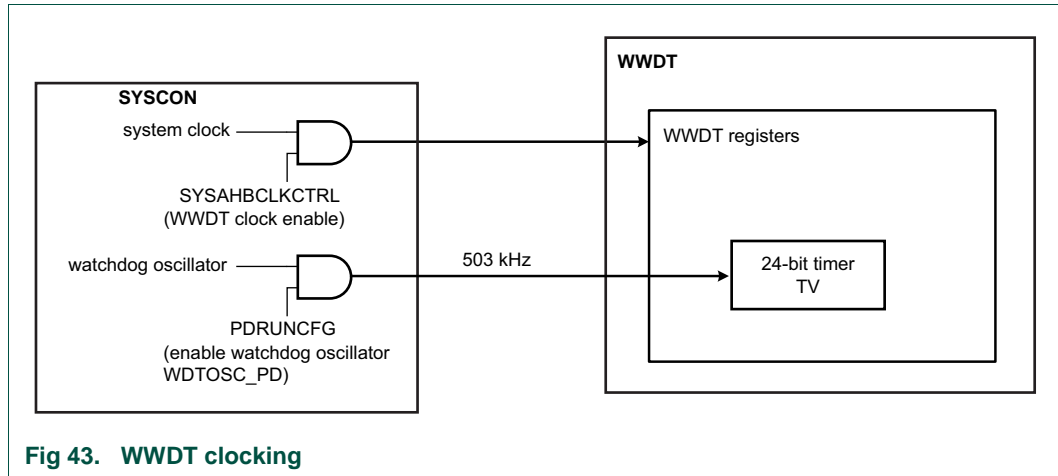 SYSCON
system clock
SYSAHBCLKCTRL
(WWDT clock enable)
watchdog oscillator
PDRUNCFG
(enable watchdog oscillator
WDTOSC_PD)
503 kHz
WWDT
WWDT registers
24-bit timer
TV
Fig 43. WWDT clocking